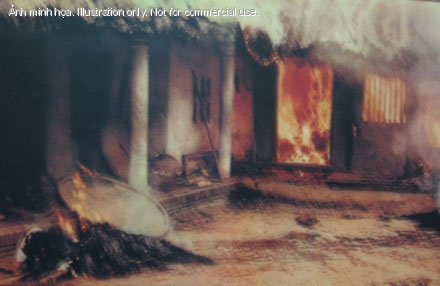 Ảnh minh họa. Illustration only. Not for commercial use.